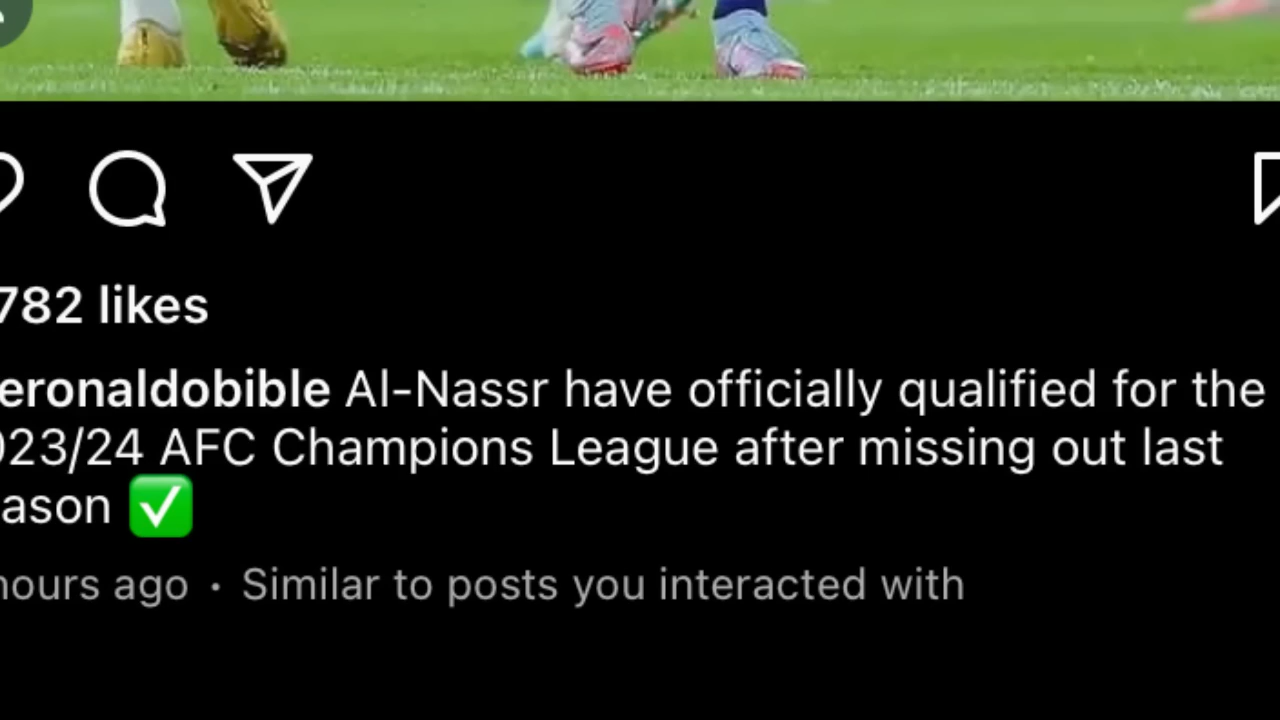 782 likes
eronaldobible Al-Nassr have officially qualified for the
023/24 AFC Champions League after missing out last
ason ✅
hours ago · Similar to posts you interacted with